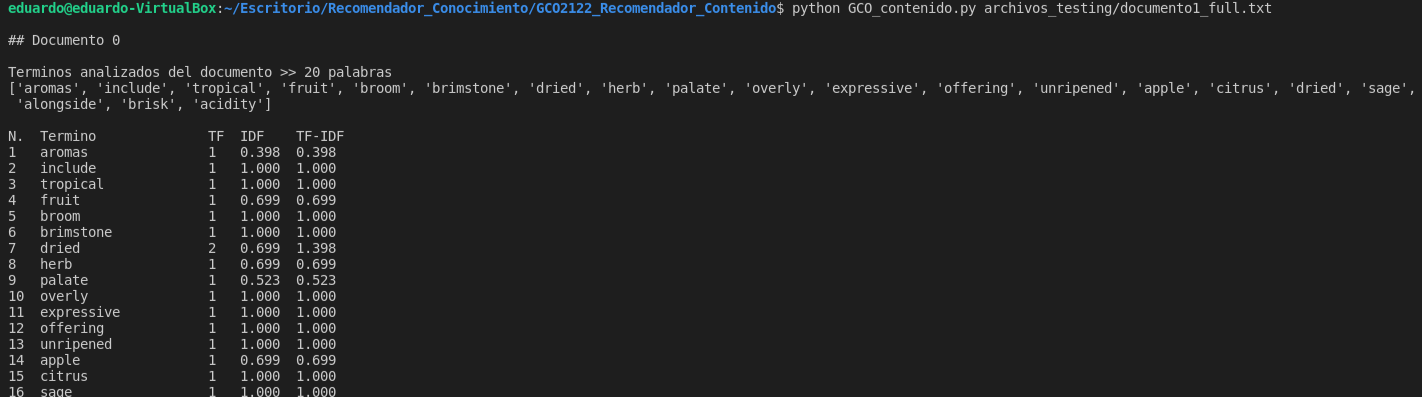 eduardo@eduardo-VirtualBox:~/Escritorio/Recomendador_Conocimiento/GCO2122_Recomendador_Contenido$ python GCO_contenido.py archivos_testing/documento1_full.txt
## Documento 0
Terminos analizados del documento >> 20 palabras
['aromas', 'include', 'tropical', 'fruit', 'broom', 'brimstone', 'dried', 'herb', 'palate', 'overly', 'expressive', 'offering', 'unripened', 'apple', 'citrus', 'dried', 'sage',
'alongside', 'brisk', 'acidity']
N. Termino TF IDF TF-IDF
1 aromas 1 0.398 0.398
2 include 1 1.000 1.000
3 tropical 1 1.000 1.000
4 fruit 1 0.699 0.699
5 broom 1 1.000 1.000
6 brimstone 1 1.000 1.000
7 dried 2 0.699 1.398
8 herb 1 0.699 0.699
9 palate 1 0.523 0.523
10 overly 1 1.000 1.000
11 expressive 1 1.000 1.000
12 offering 1 1.000 1.000
13 unripened 1 1.000 1.000
14 apple 1 0.699 0.699
15 citrus 1 1.000 1.000
16 sage 1 1.000 1.000